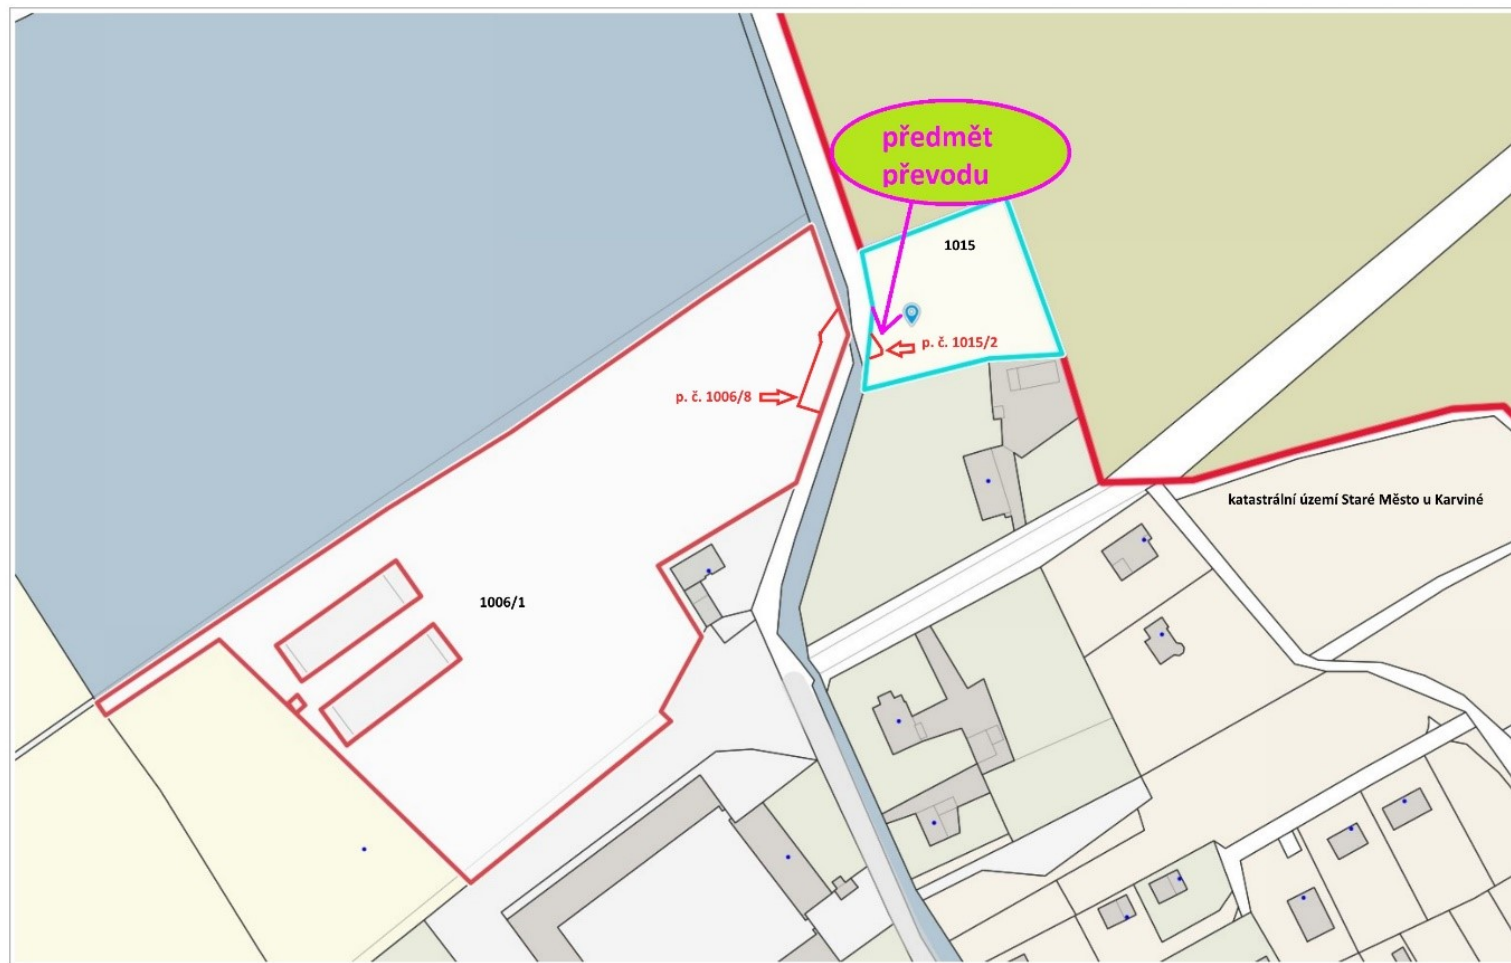 předmět
převodu
1015
p. č. 1015/2
p. č. 1006/8
katastrální území Staré Město u Karviné
1006/1